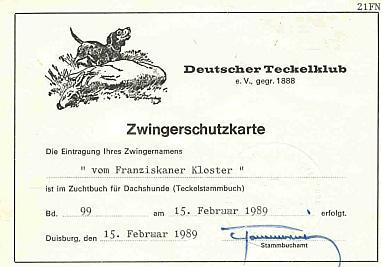 21FN
Deutscher Teckelklub
e. V., gegr. 1888
Zwingerschutzkarte
Die Eintragung Ihres Zwingernamens
" vom Franziskaner Kloster "
ist im Zuchtbuch für Dachshunde (Teckelstammbuch)
Bd. 99 am 15. Februar 1989 erfolgt.
Duisburg, den 15. Februar 1989
Stammbuchamt